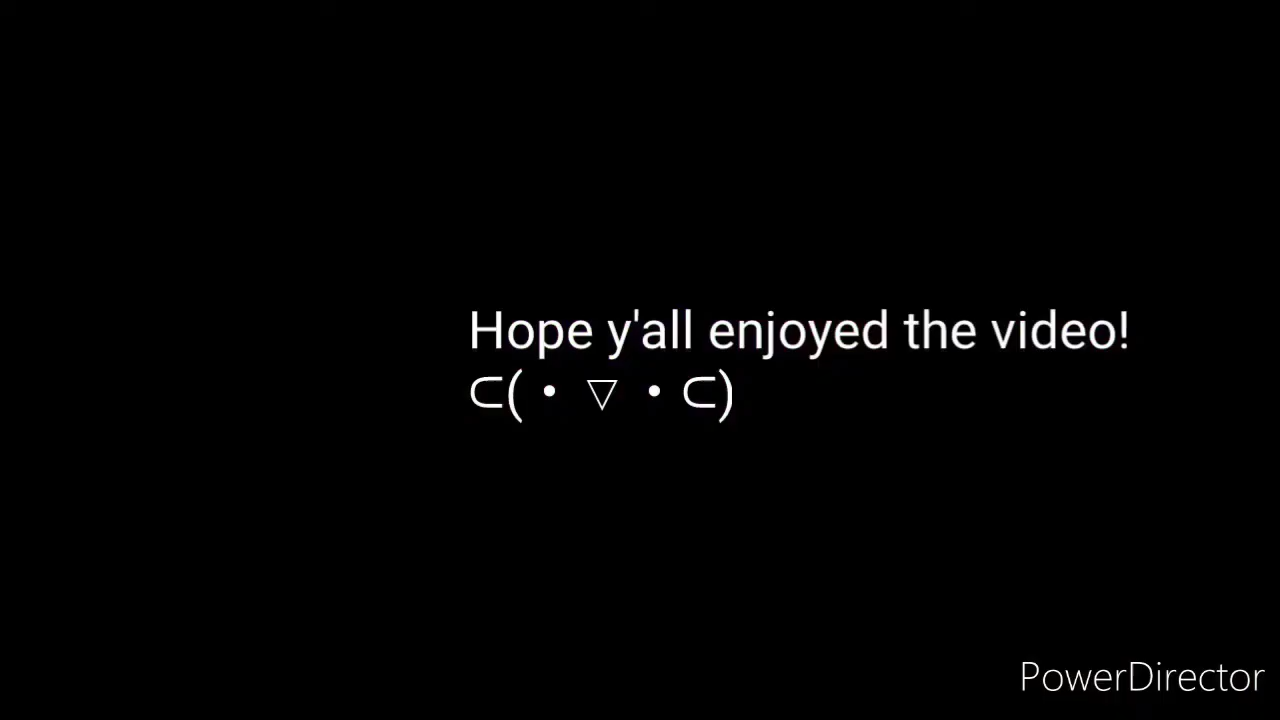 Hope y'all enjoyed the video!
⊂(・▽・⊂)
PowerDirector